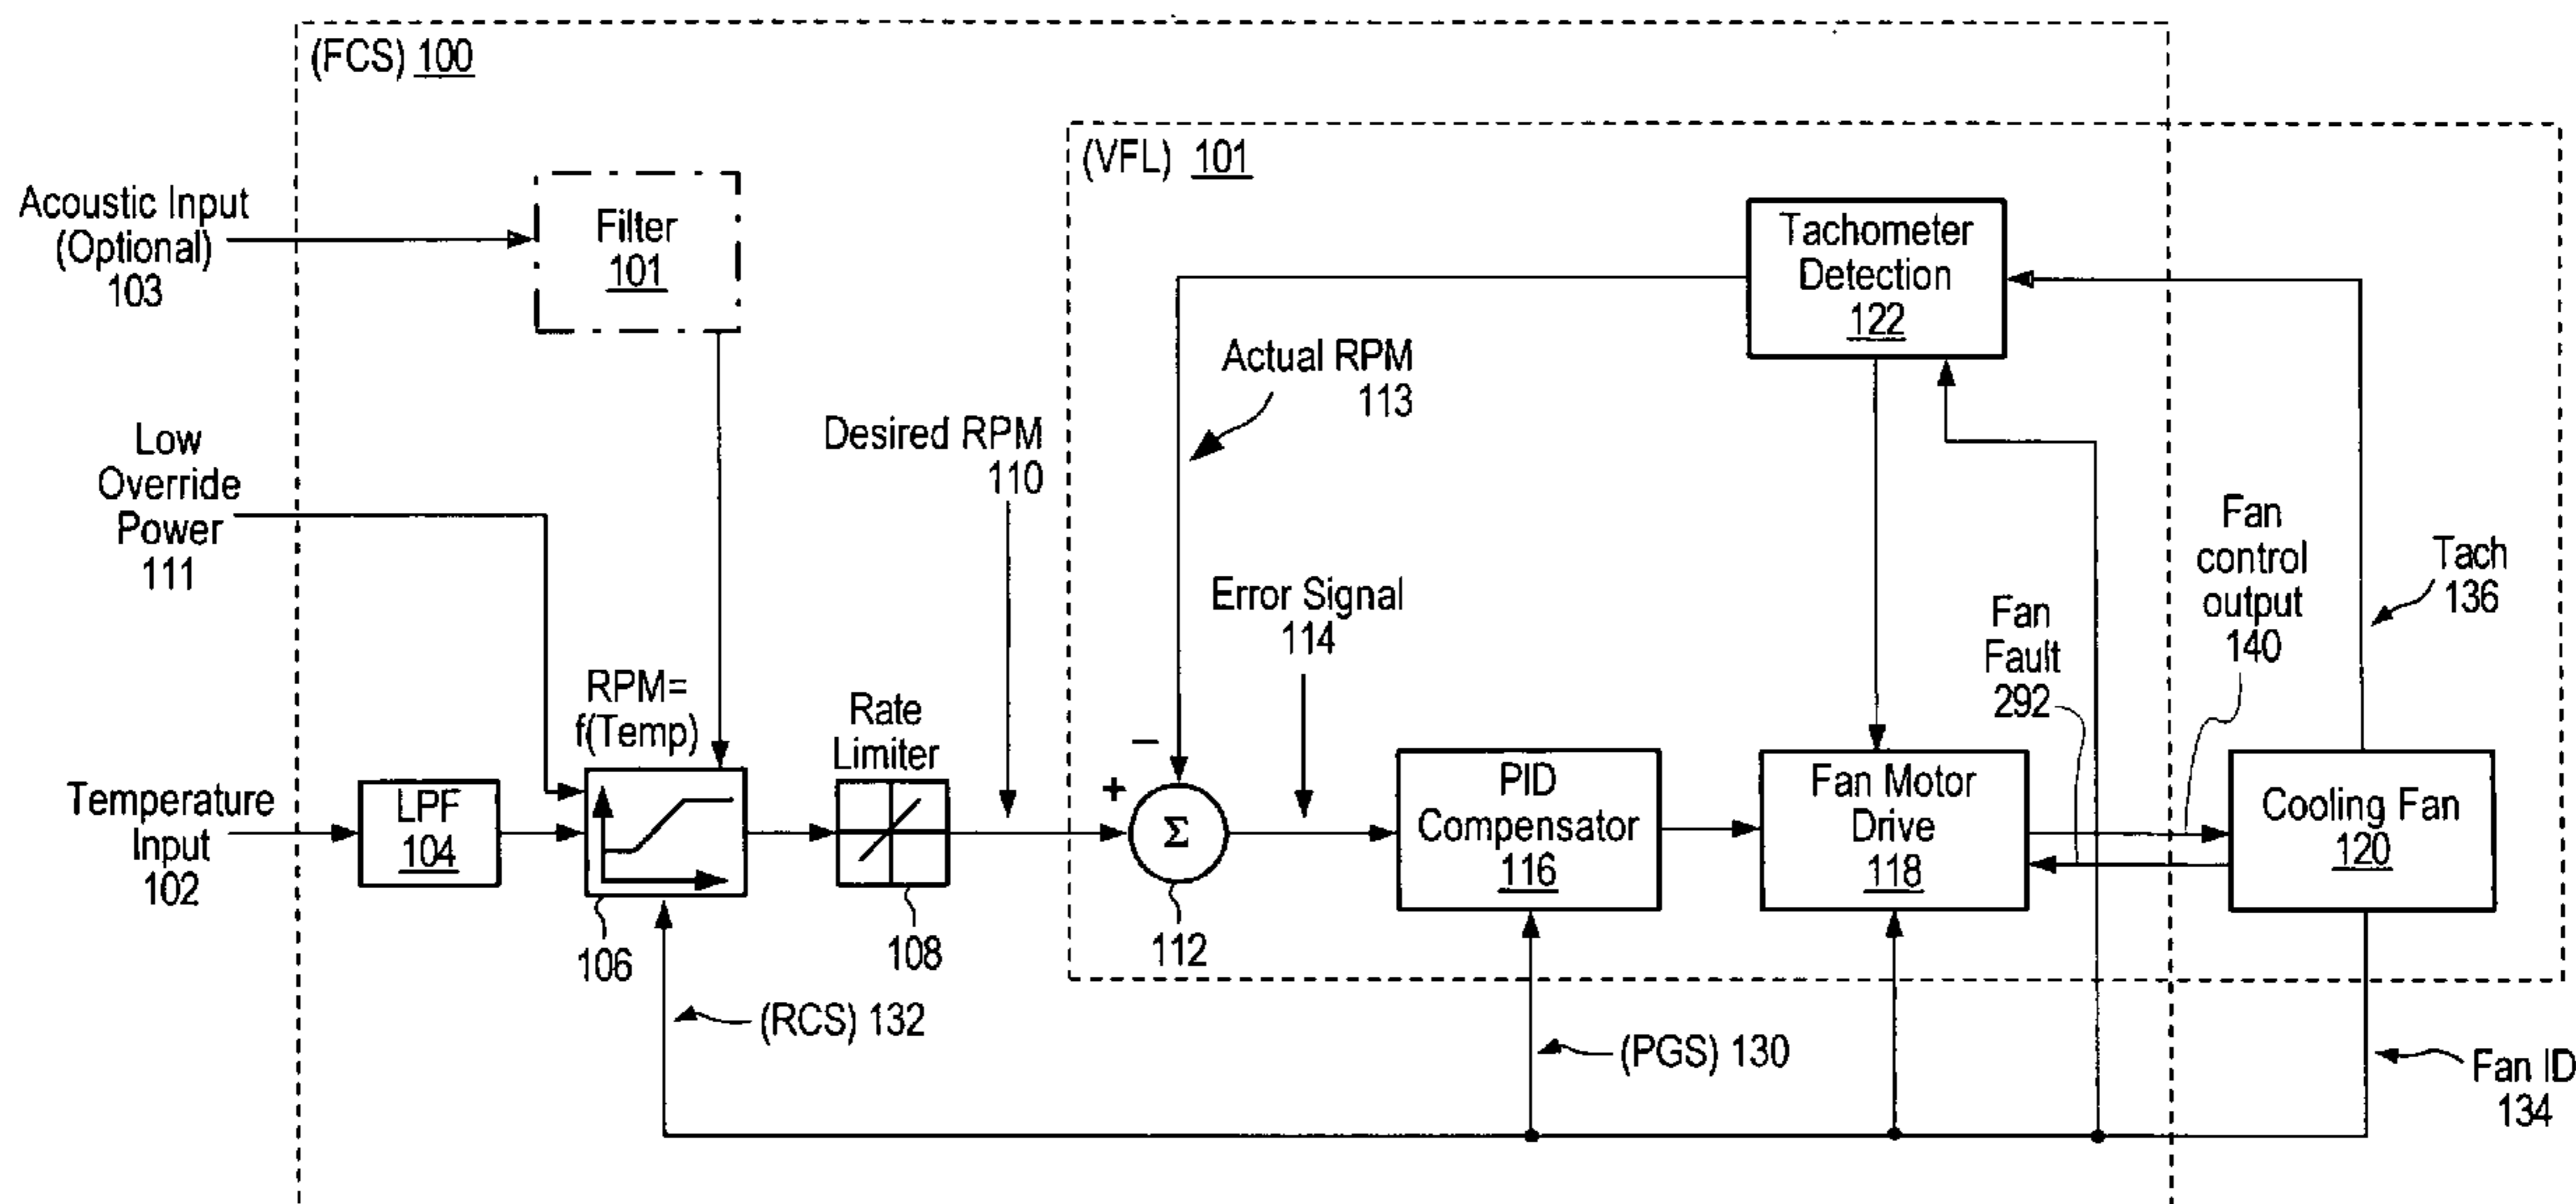 (FCS) 100
(VFL) 101
Acoustic Input
(Optional)
103
Filter
101
Tachometer
Detection
122
Actual RPM
113
Desired RPM
110
Low
Override
Power
111
Error Signal
114
Fan
Fault
292
Fan
control
output
140
Tach
136
RPM=
f(Temp)
Rate
Limiter
Temperature
Input
102
LPF
104
106
108
+
−
Σ
112
PID
Compensator
116
Fan Motor
Drive
118
Cooling Fan
120
(RCS) 132
(PGS) 130
Fan ID
134